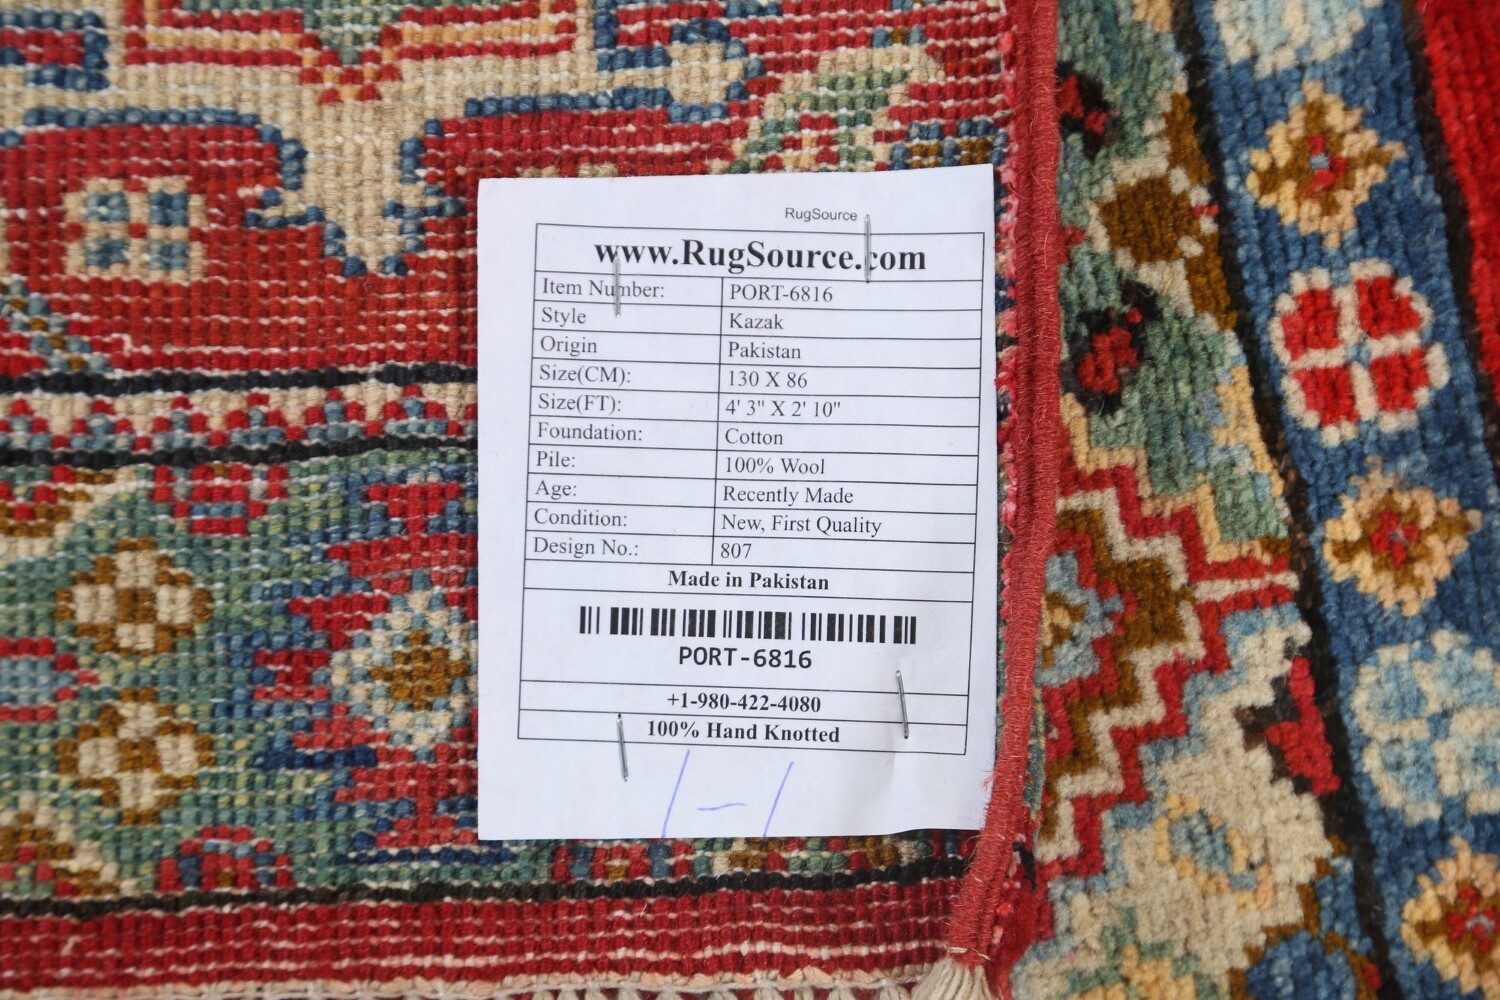 RugSource
www.RugSource.com
Item Number: PORT-6816
Style Kazak
Origin Pakistan
Size(CM): 130 X 86
Size(FT): 4' 3" X 2' 10"
Foundation: Cotton
Pile: 100% Wool
Age: Recently Made
Condition: New, First Quality
Design No.: 807
Made in Pakistan
PORT-6816
+1-980-422-4080
100% Hand Knotted
1-1